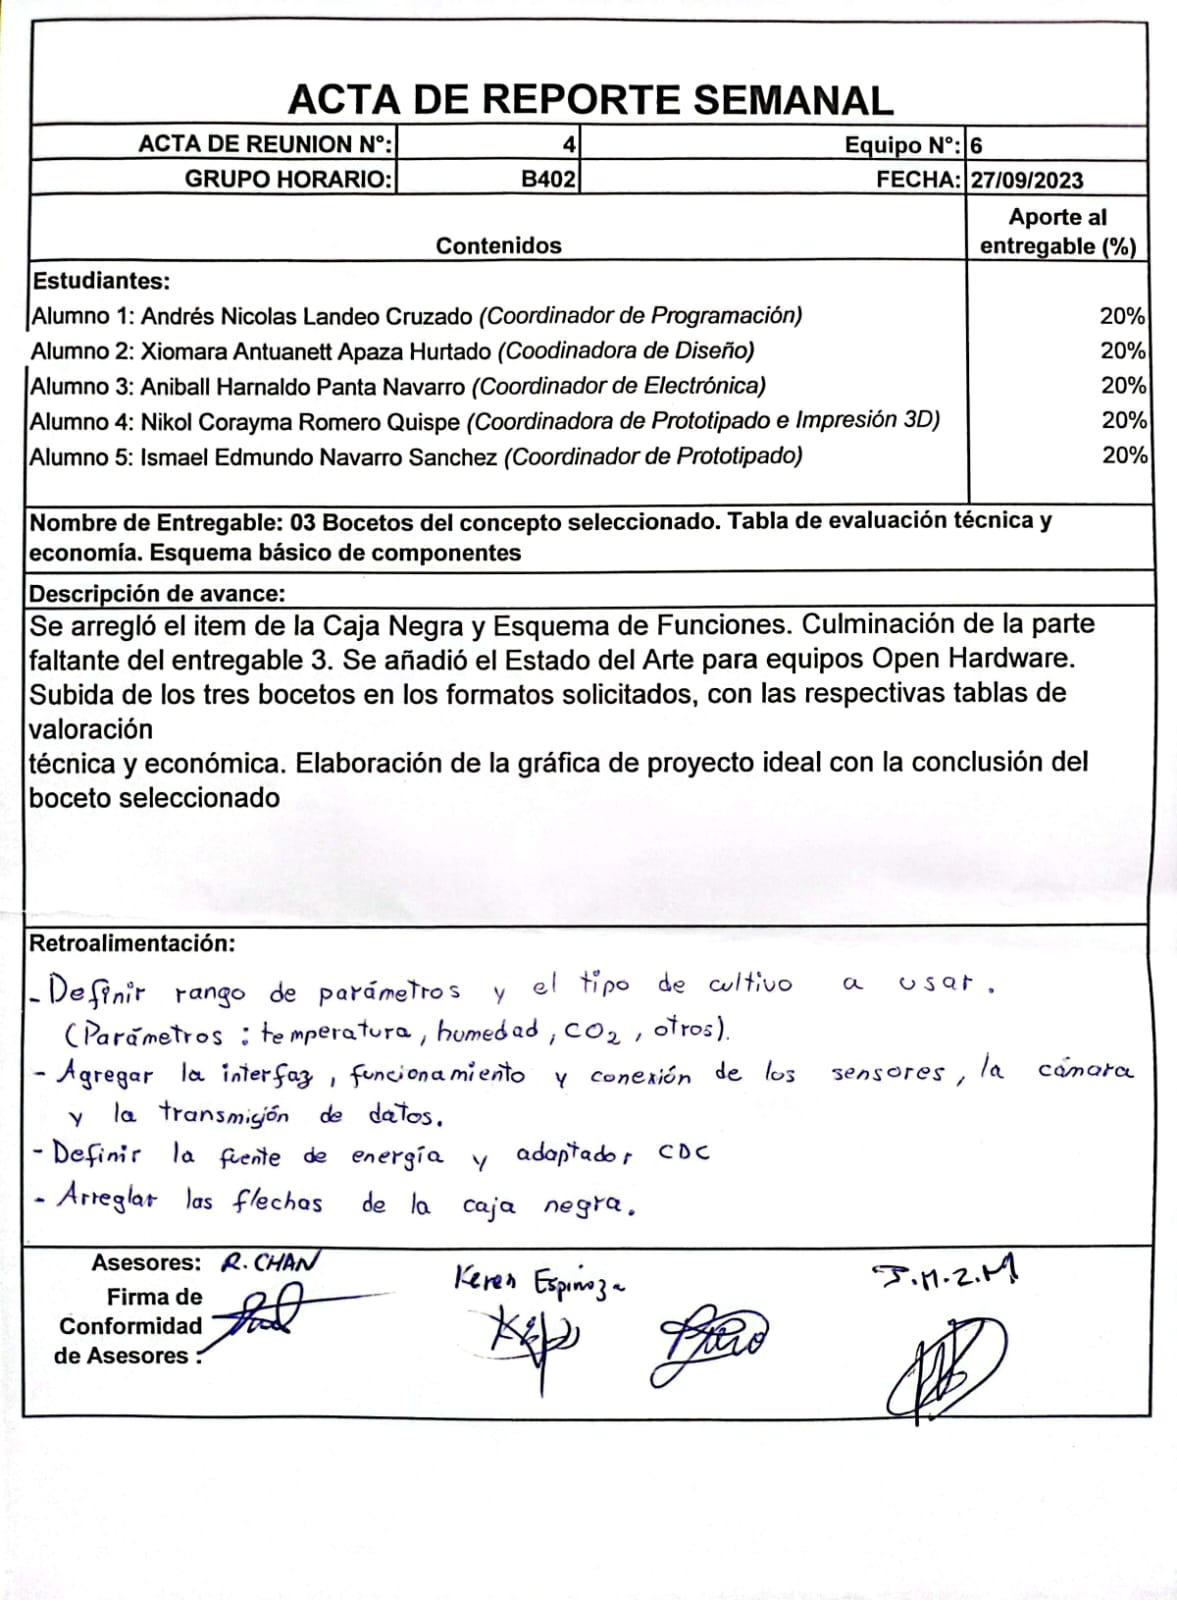 ACTA DE REPORTE SEMANAL
ACTA DE REUNION N°: 4 Equipo N°: 6
GRUPO HORARIO: B402 FECHA: 27/09/2023
Contenidos Aporte al entregable (%)
Estudiantes:
Alumno 1: Andrés Nicolas Landeo Cruzado (Coordinador de Programación) 20%
Alumno 2: Xiomara Antuanett Apaza Hurtado (Coodinadora de Diseño) 20%
Alumno 3: Aniball Harnaldo Panta Navarro (Coordinador de Electrónica) 20%
Alumno 4: Nikol Corayma Romero Quispe (Coordinadora de Prototipado e Impresión 3D) 20%
Alumno 5: Ismael Edmundo Navarro Sanchez (Coordinador de Prototipado) 20%
Nombre de Entregable: 03 Bocetos del concepto seleccionado. Tabla de evaluación técnica y
economía. Esquema básico de componentes
Descripción de avance:
Se arregló el item de la Caja Negra y Esquema de Funciones. Culminación de la parte
faltante del entregable 3. Se añadió el Estado del Arte para equipos Open Hardware.
Subida de los tres bocetos en los formatos solicitados, con las respectivas tablas de
valoración
técnica y económica. Elaboración de la gráfica de proyecto ideal con la conclusión del
boceto seleccionado
Retroalimentación:
- Definir rango de parámetros y el tipo de cultivo a usar.
(Parámetros : temperatura, humedad, CO2, otros).
- Agregar la interfaz, funcionamiento y conexión de los sensores, la cámara
y la transmisión de datos.
- Definir la fuente de energía y adaptador CDC
- Arreglar las flechas de la caja negra.
Asesores: R. CHAN Keren Espinoza J.M.Z.M
Firma de
Conformidad
de Asesores :